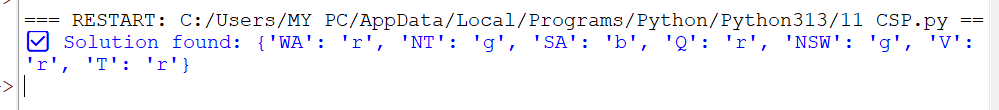 === RESTART: C:/Users/MY PC/AppData/Local/Programs/Python/Python313/11 CSP.py ==
✅ Solution found: {'WA': 'r', 'NT': 'g', 'SA': 'b', 'Q': 'r', 'NSW': 'g', 'V':
'r', 'T': 'r'}
>